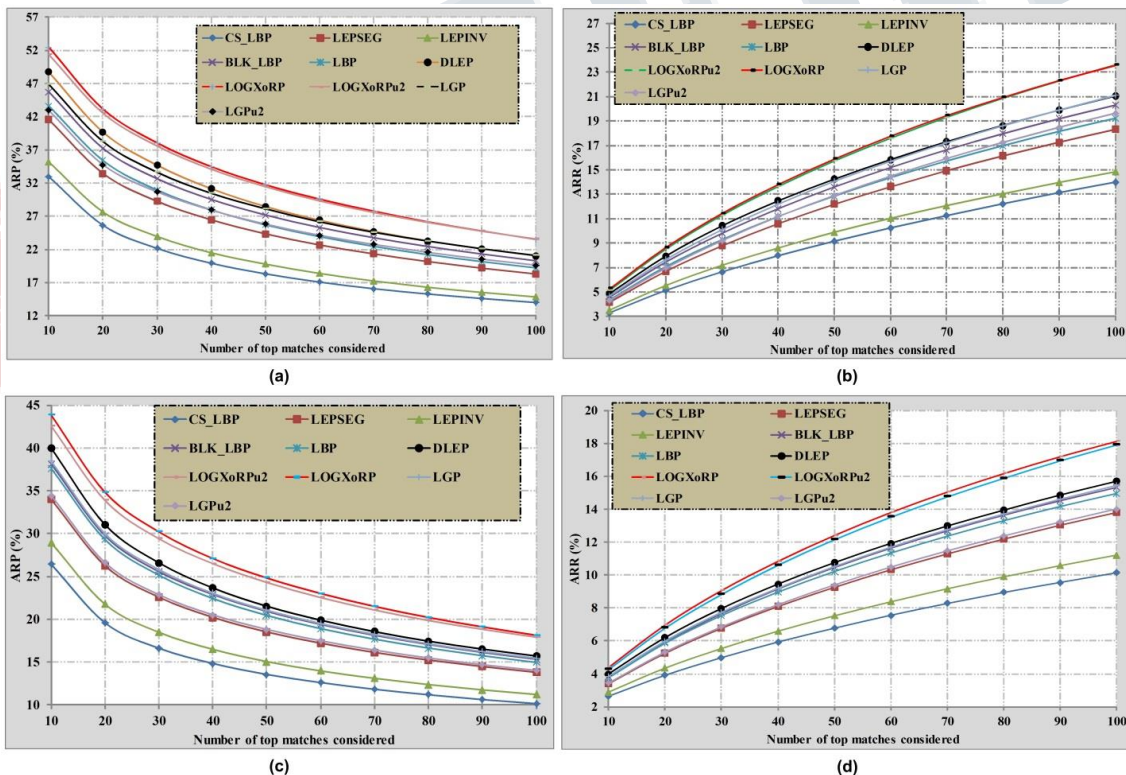 57
52
47
42
37
32
27
22
17
12
ARP (%)
CS_LBP LEPSEG LEPINV
BLK_LBP LBP DLEP
LOGXoRP LOGXoRPu2 LGP
LGPu2
10 20 30 40 50 60 70 80 90 100
Number of top matches considered
(a)
27
25
23
21
19
17
15
13
11
9
7
5
3
ARR (%)
CS_LBP LEPSEG LEPINV
BLK_LBP LBP DLEP
LOGXoRPu2 LOGXoRP LGP
LGPu2
10 20 30 40 50 60 70 80 90 100
Number of top matches considered
(b)
45
40
35
30
25
20
15
10
ARP (%)
CS_LBP LEPSEG LEPINV
BLK_LBP LBP DLEP
LOGXoRPu2 LOGXoRP LGP
LGPu2
10 20 30 40 50 60 70 80 90 100
Number of top matches considered
(c)
20
18
16
14
12
10
8
6
4
2
ARR (%)
CS_LBP LEPSEG
LEPINV BLK_LBP
LBP DLEP
LOGXoRP LOGXoRPu2
LGP LGPu2
10 20 30 40 50 60 70 80 90 100
Number of top matches considered
(d)